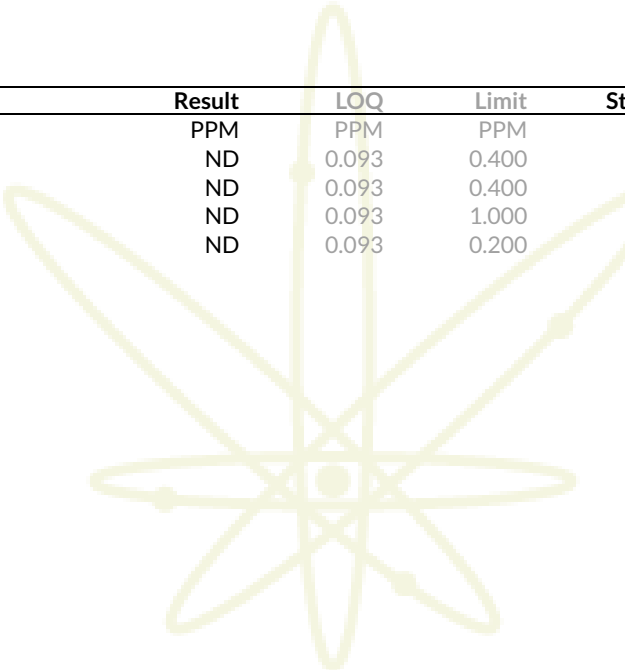 Result LOQ Limit St
PPM PPM PPM
ND 0.093 0.400
ND 0.093 0.400
ND 0.093 1.000
ND 0.093 0.200